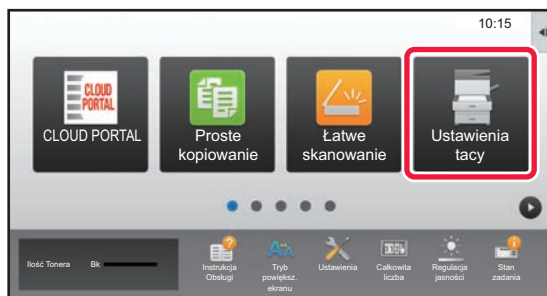 10:15
CLOUD
PORTAL
CLOUD PORTAL
Proste
kopiowanie
Łatwe
skanowanie
Ustawienia
tacy
Ilość Tonera Bk
Instrukcja
Obsługi
Tryb
powiększ.
ekranu
Ustawienia
Całkowita
liczba
Regulacja
jasności
Stan
zadania